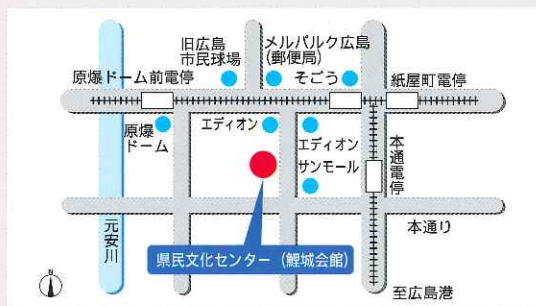 旧広島
市民球場
メルパルク広島
(郵便局)
そごう
原爆ドーム前電停
紙屋町電停
原爆
ドーム
エディオン
エディオン
サンモール
本通電停
元安川
本通り
県民文化センター (鯉城会館)
至広島港
N